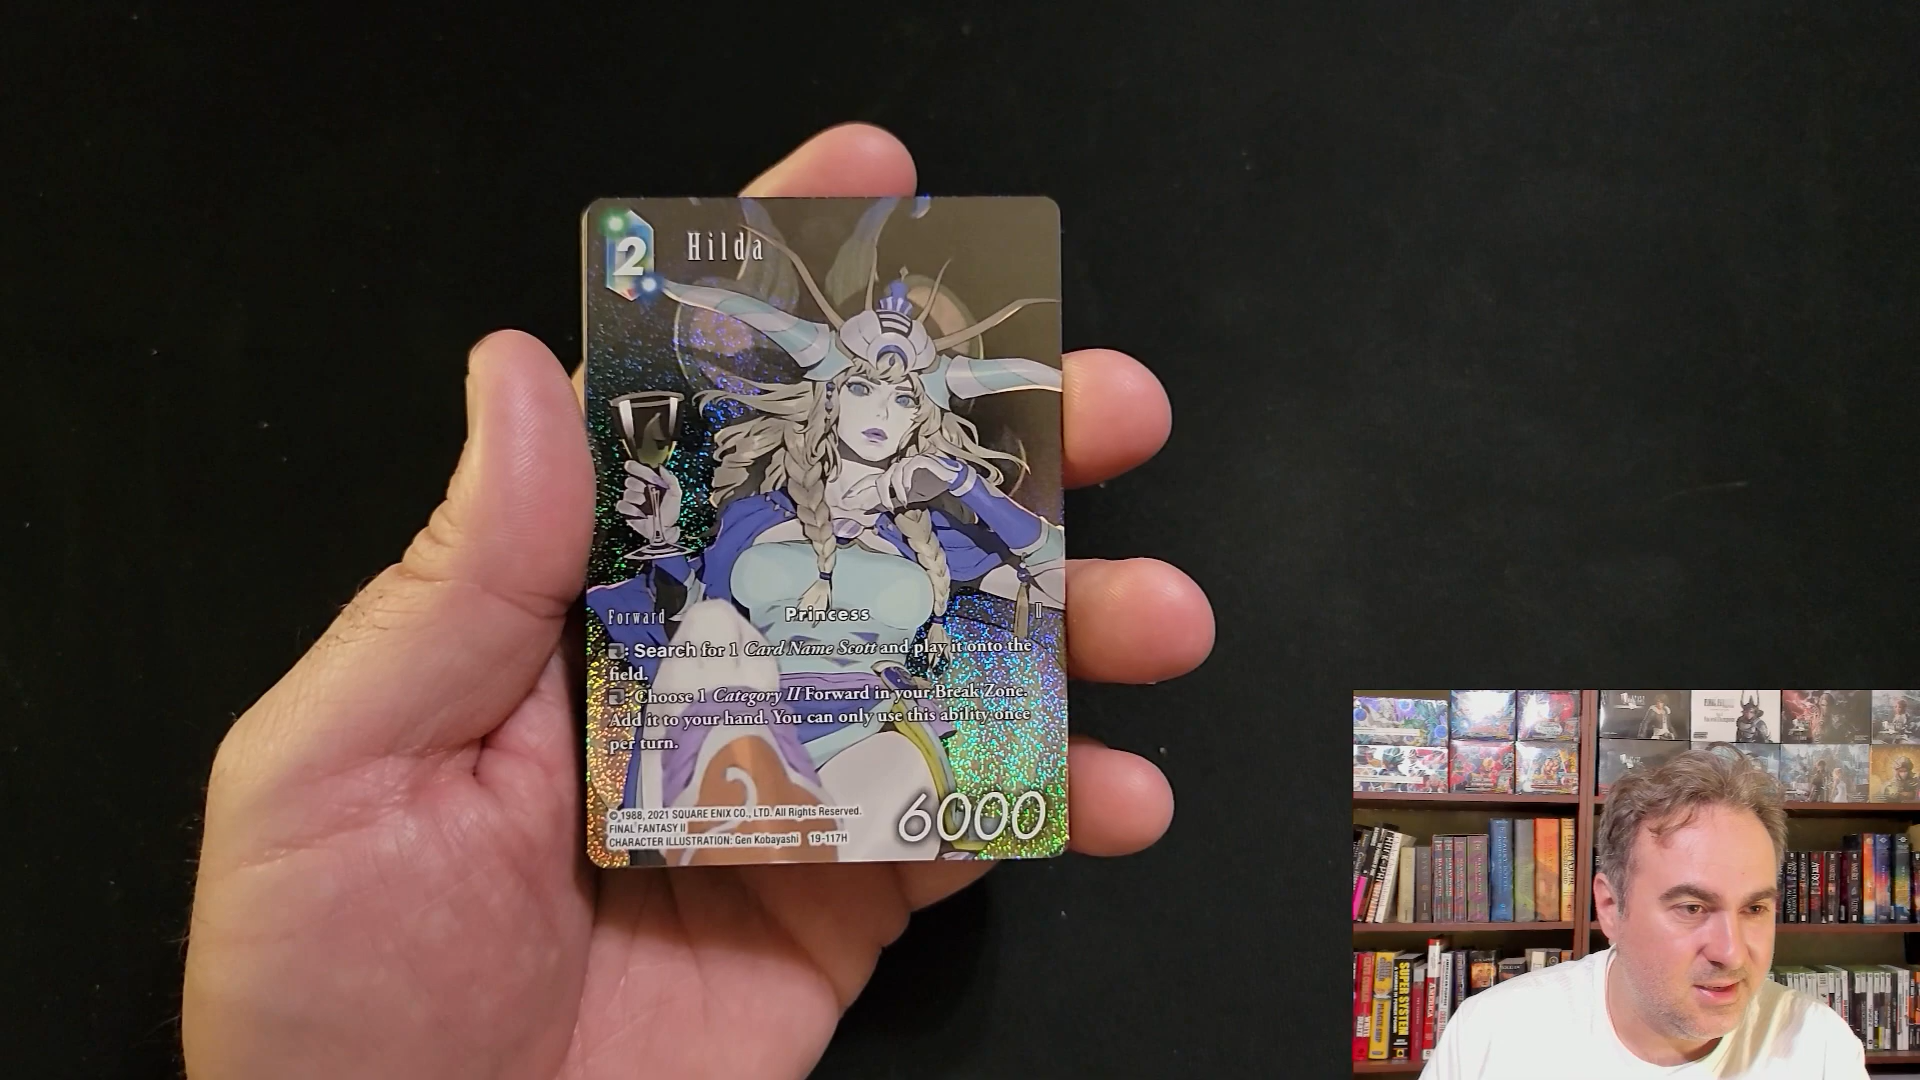 2
Hilda
Forward
Princess
II
: Search for 1 Card Name Scott and play it onto the
field.
: Choose 1 Category II Forward in your Break Zone.
Add it to your hand. You can only use this ability once
per turn.
6000
© 1988, 2021 SQUARE ENIX CO., LTD. All Rights Reserved.
FINAL FANTASY II
CHARACTER ILLUSTRATION: Gen Kobayashi 19-117H
SUPER SYSTEM